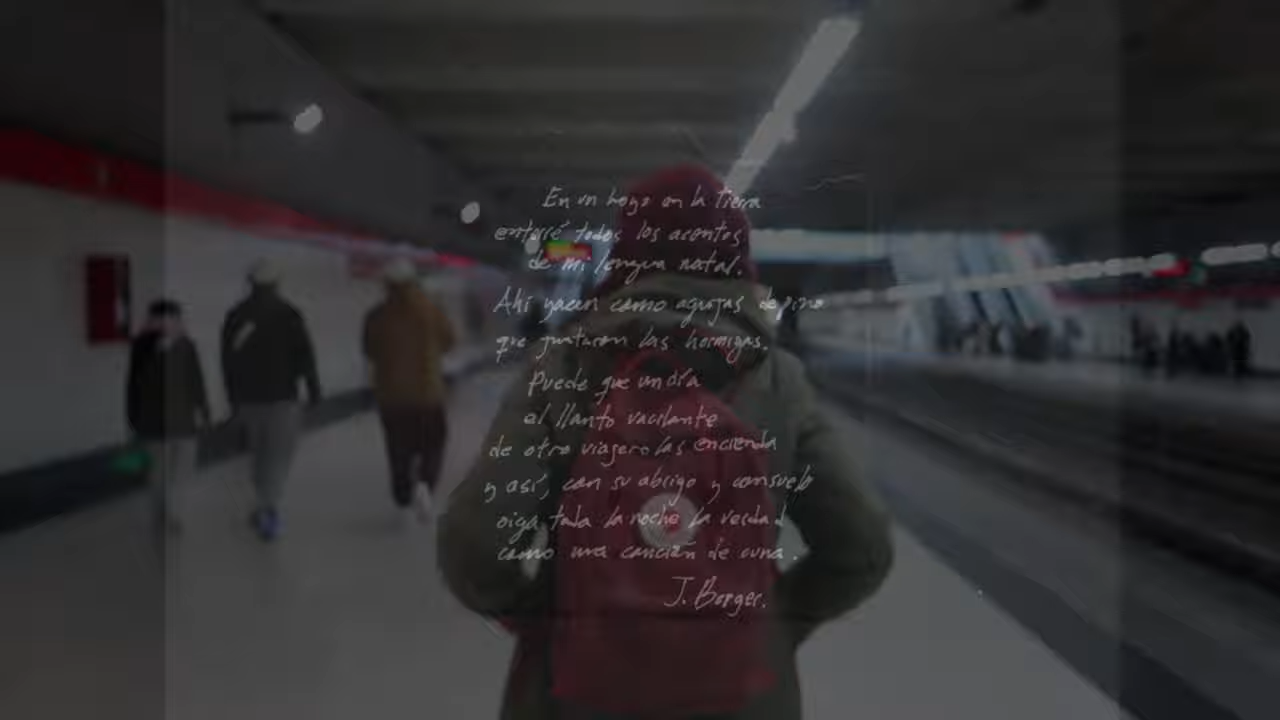 En un hoyo en la tierra
enterré todos los acentos
de mi lengua natal.
Ahí yacen como agujas de pino
que juntaron las hormigas.
Puede que un día
el llanto vacilante
de otro viajero las encienda
y así, con su abrigo y consuelo
oiga toda la noche la verdad
como una canción de cuna.
J. Berger.